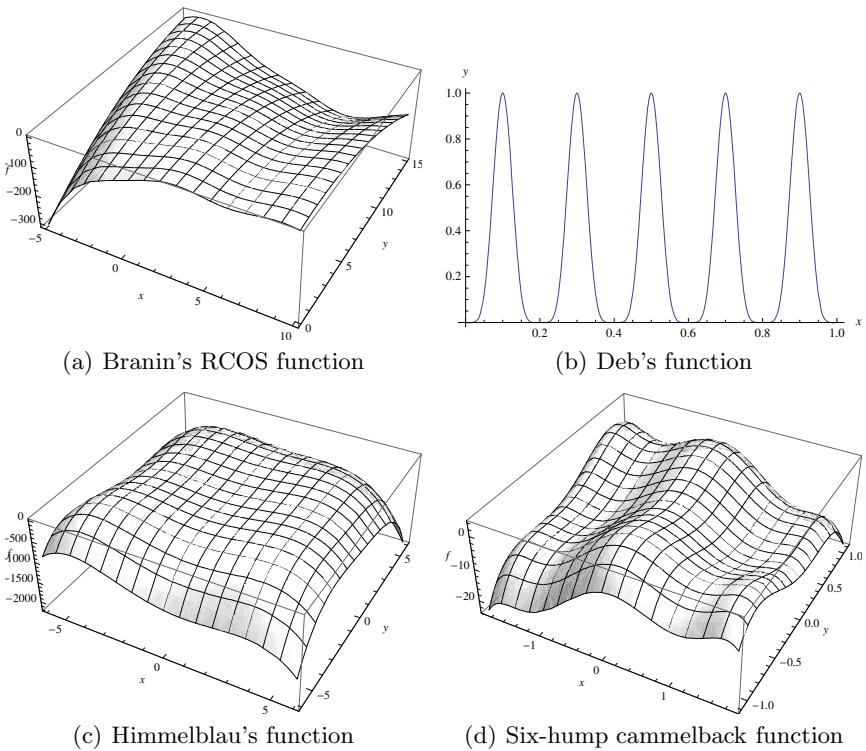 0
-100
f
-200
-300
-5
0
5
10
x
0
5
10
15
y
(a) Branin's RCOS function
y
1.0
0.8
0.6
0.4
0.2
0.2
0.4
0.6
0.8
1.0
x
(b) Deb's function
0
-500
f
-1000
-1500
-2000
-5
0
5
x
-5
0
5
y
(c) Himmelblau's function
0
f
-10
-20
-1
0
1
x
-1.0
-0.5
0.0
0.5
1.0
y
(d) Six-hump cammelback function